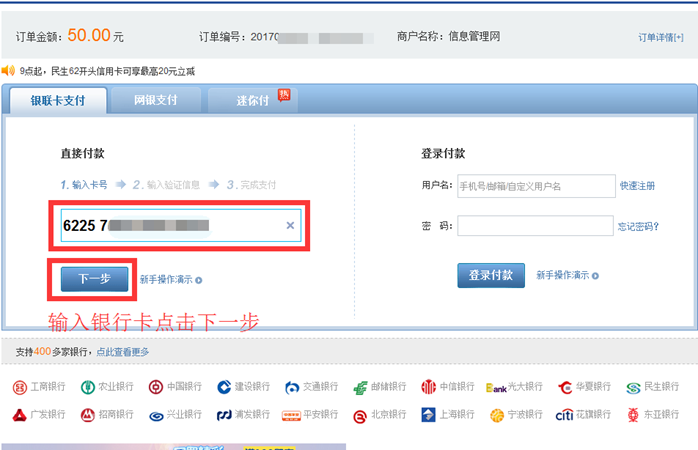 订单金额：50.00 元 订单编号：20170 商户名称：信息管理网 订单详情[+]
9点起，民生62开头信用卡可享最高20元立减
银联卡支付 网银支付 迷你付 热
直接付款
1.输入卡号 2.输入验证信息 3.完成支付
6225 7 ×
下一步 新手操作演示
输入银行卡点击下一步
登录付款
用户名： 手机号/邮箱/自定义用户名 快速注册
密 码： 忘记密码?
登录付款 新手操作演示
支持400多家银行，点此查看更多
工商银行 农业银行 中国银行 建设银行 交通银行 邮储银行 中信银行 Bank 光大银行 华夏银行 民生银行
广发银行 招商银行 兴业银行 浦发银行 平安银行 北京银行 上海银行 宁波银行 citi 花旗银行 东亚银行